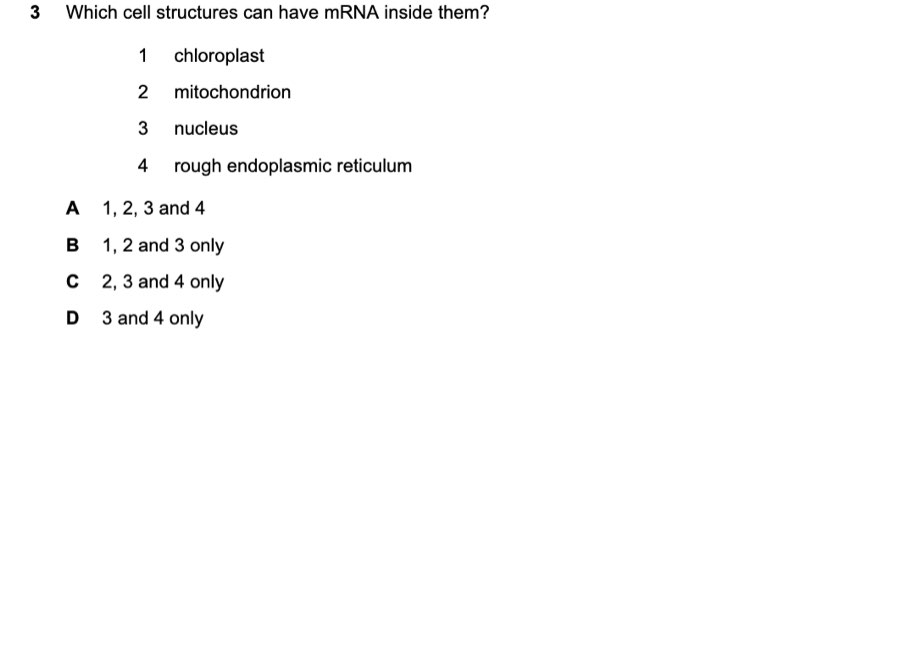 3 Which cell structures can have mRNA inside them?
1 chloroplast
2 mitochondrion
3 nucleus
4 rough endoplasmic reticulum
A 1, 2, 3 and 4
B 1, 2 and 3 only
C 2, 3 and 4 only
D 3 and 4 only